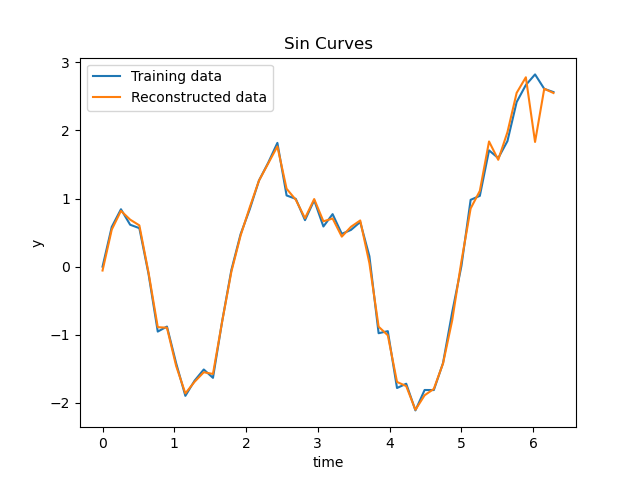 Sin Curves
Training data
Reconstructed data
3
2
1
0
−1
−2
y
0 1 2 3 4 5 6
time